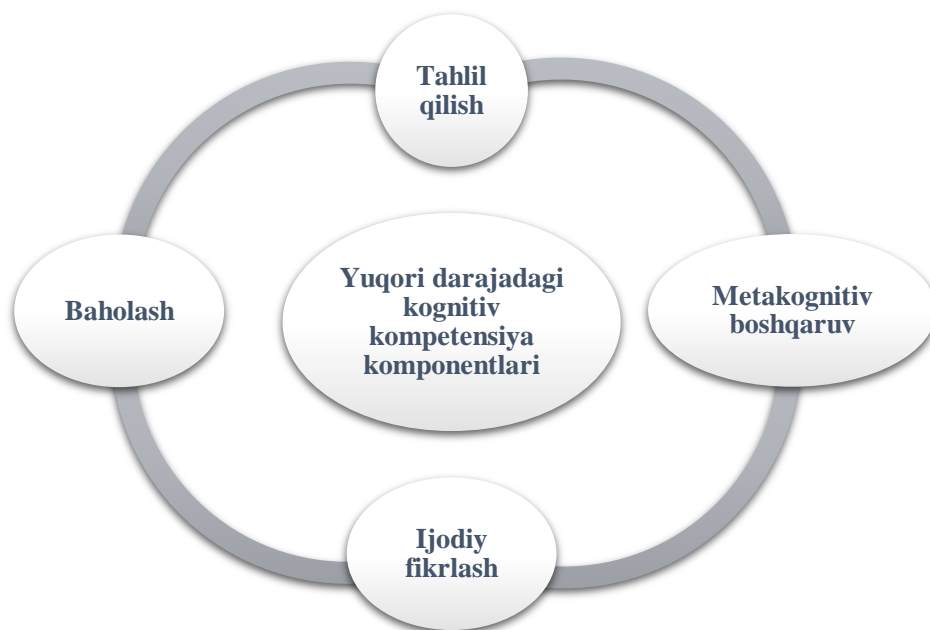 Tahlil
qilish
Baholash
Yuqori darajadagi
kognitiv
kompetensiya
komponentlari
Metakognitiv
boshqaruv
Ijodiy
fikrlash